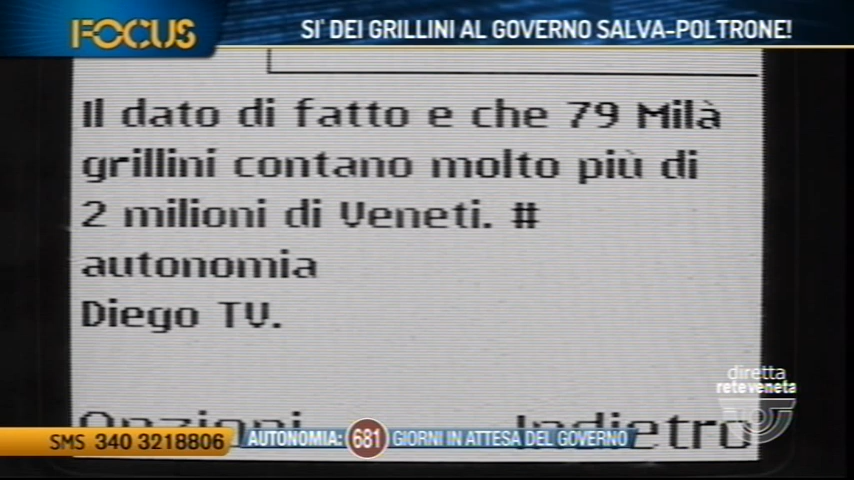 FOCUS
SI' DEI GRILLINI AL GOVERNO SALVA-POLTRONE!
Il dato di fatto e che 79 Milà
grillini contano molto più di
2 milioni di Veneti. #
autonomia
Diego TV.
diretta
reteveneta
Opzioni Indietro
SMS 340 3218806 AUTONOMIA: 681 GIORNI IN ATTESA DEL GOVERNO